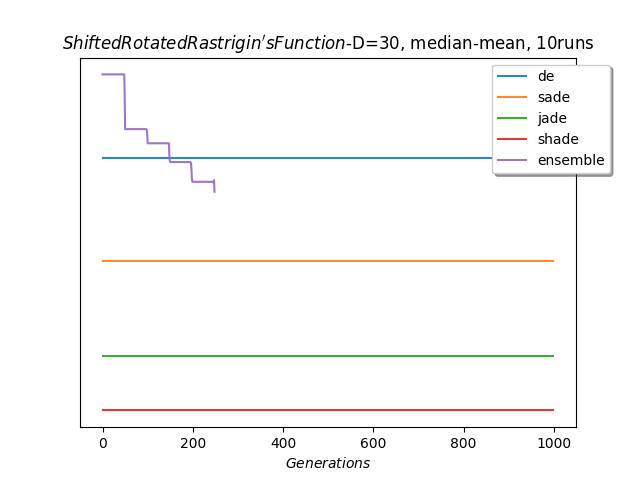 ShiftedRotatedRastrigin'sFunction-D=30, median-mean, 10runs
de
sade
jade
shade
ensemble
0 200 400 600 800 1000
Generations